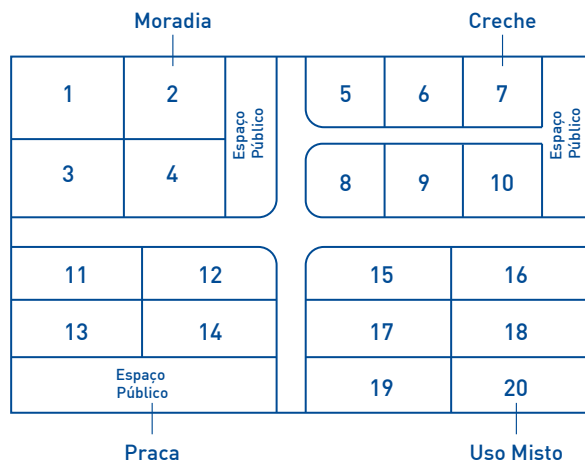 Moradia
Creche
1
2
Espaço
Público
5
6
7
Espaço
Público
3
4
8
9
10
11
12
15
16
13
14
17
18
Espaço
Público
19
20
Praca
Uso Misto